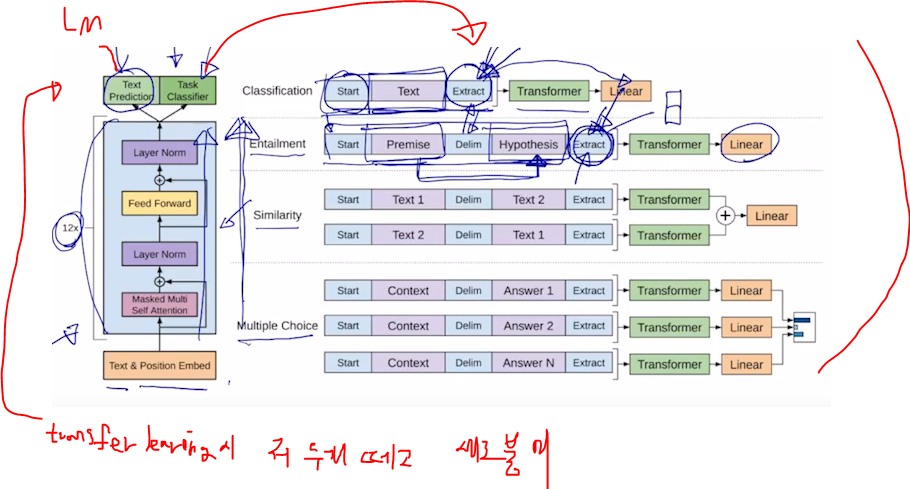 LM
Text Prediction
Task Classifier
Layer Norm
Feed Forward
12x
Layer Norm
Masked Multi Self Attention
Text & Position Embed
Classification
Start Text Extract Transformer Linear
Entailment
Start Premise Delim Hypothesis Extract Transformer Linear
Similarity
Start Text 1 Delim Text 2 Extract Transformer
+ Linear
Start Text 2 Delim Text 1 Extract Transformer
Multiple Choice
Start Context Delim Answer 1 Extract Transformer Linear
Start Context Delim Answer 2 Extract Transformer Linear
Start Context Delim Answer N Extract Transformer Linear
transfer learning시 저 두개 떼고 새로 붙여